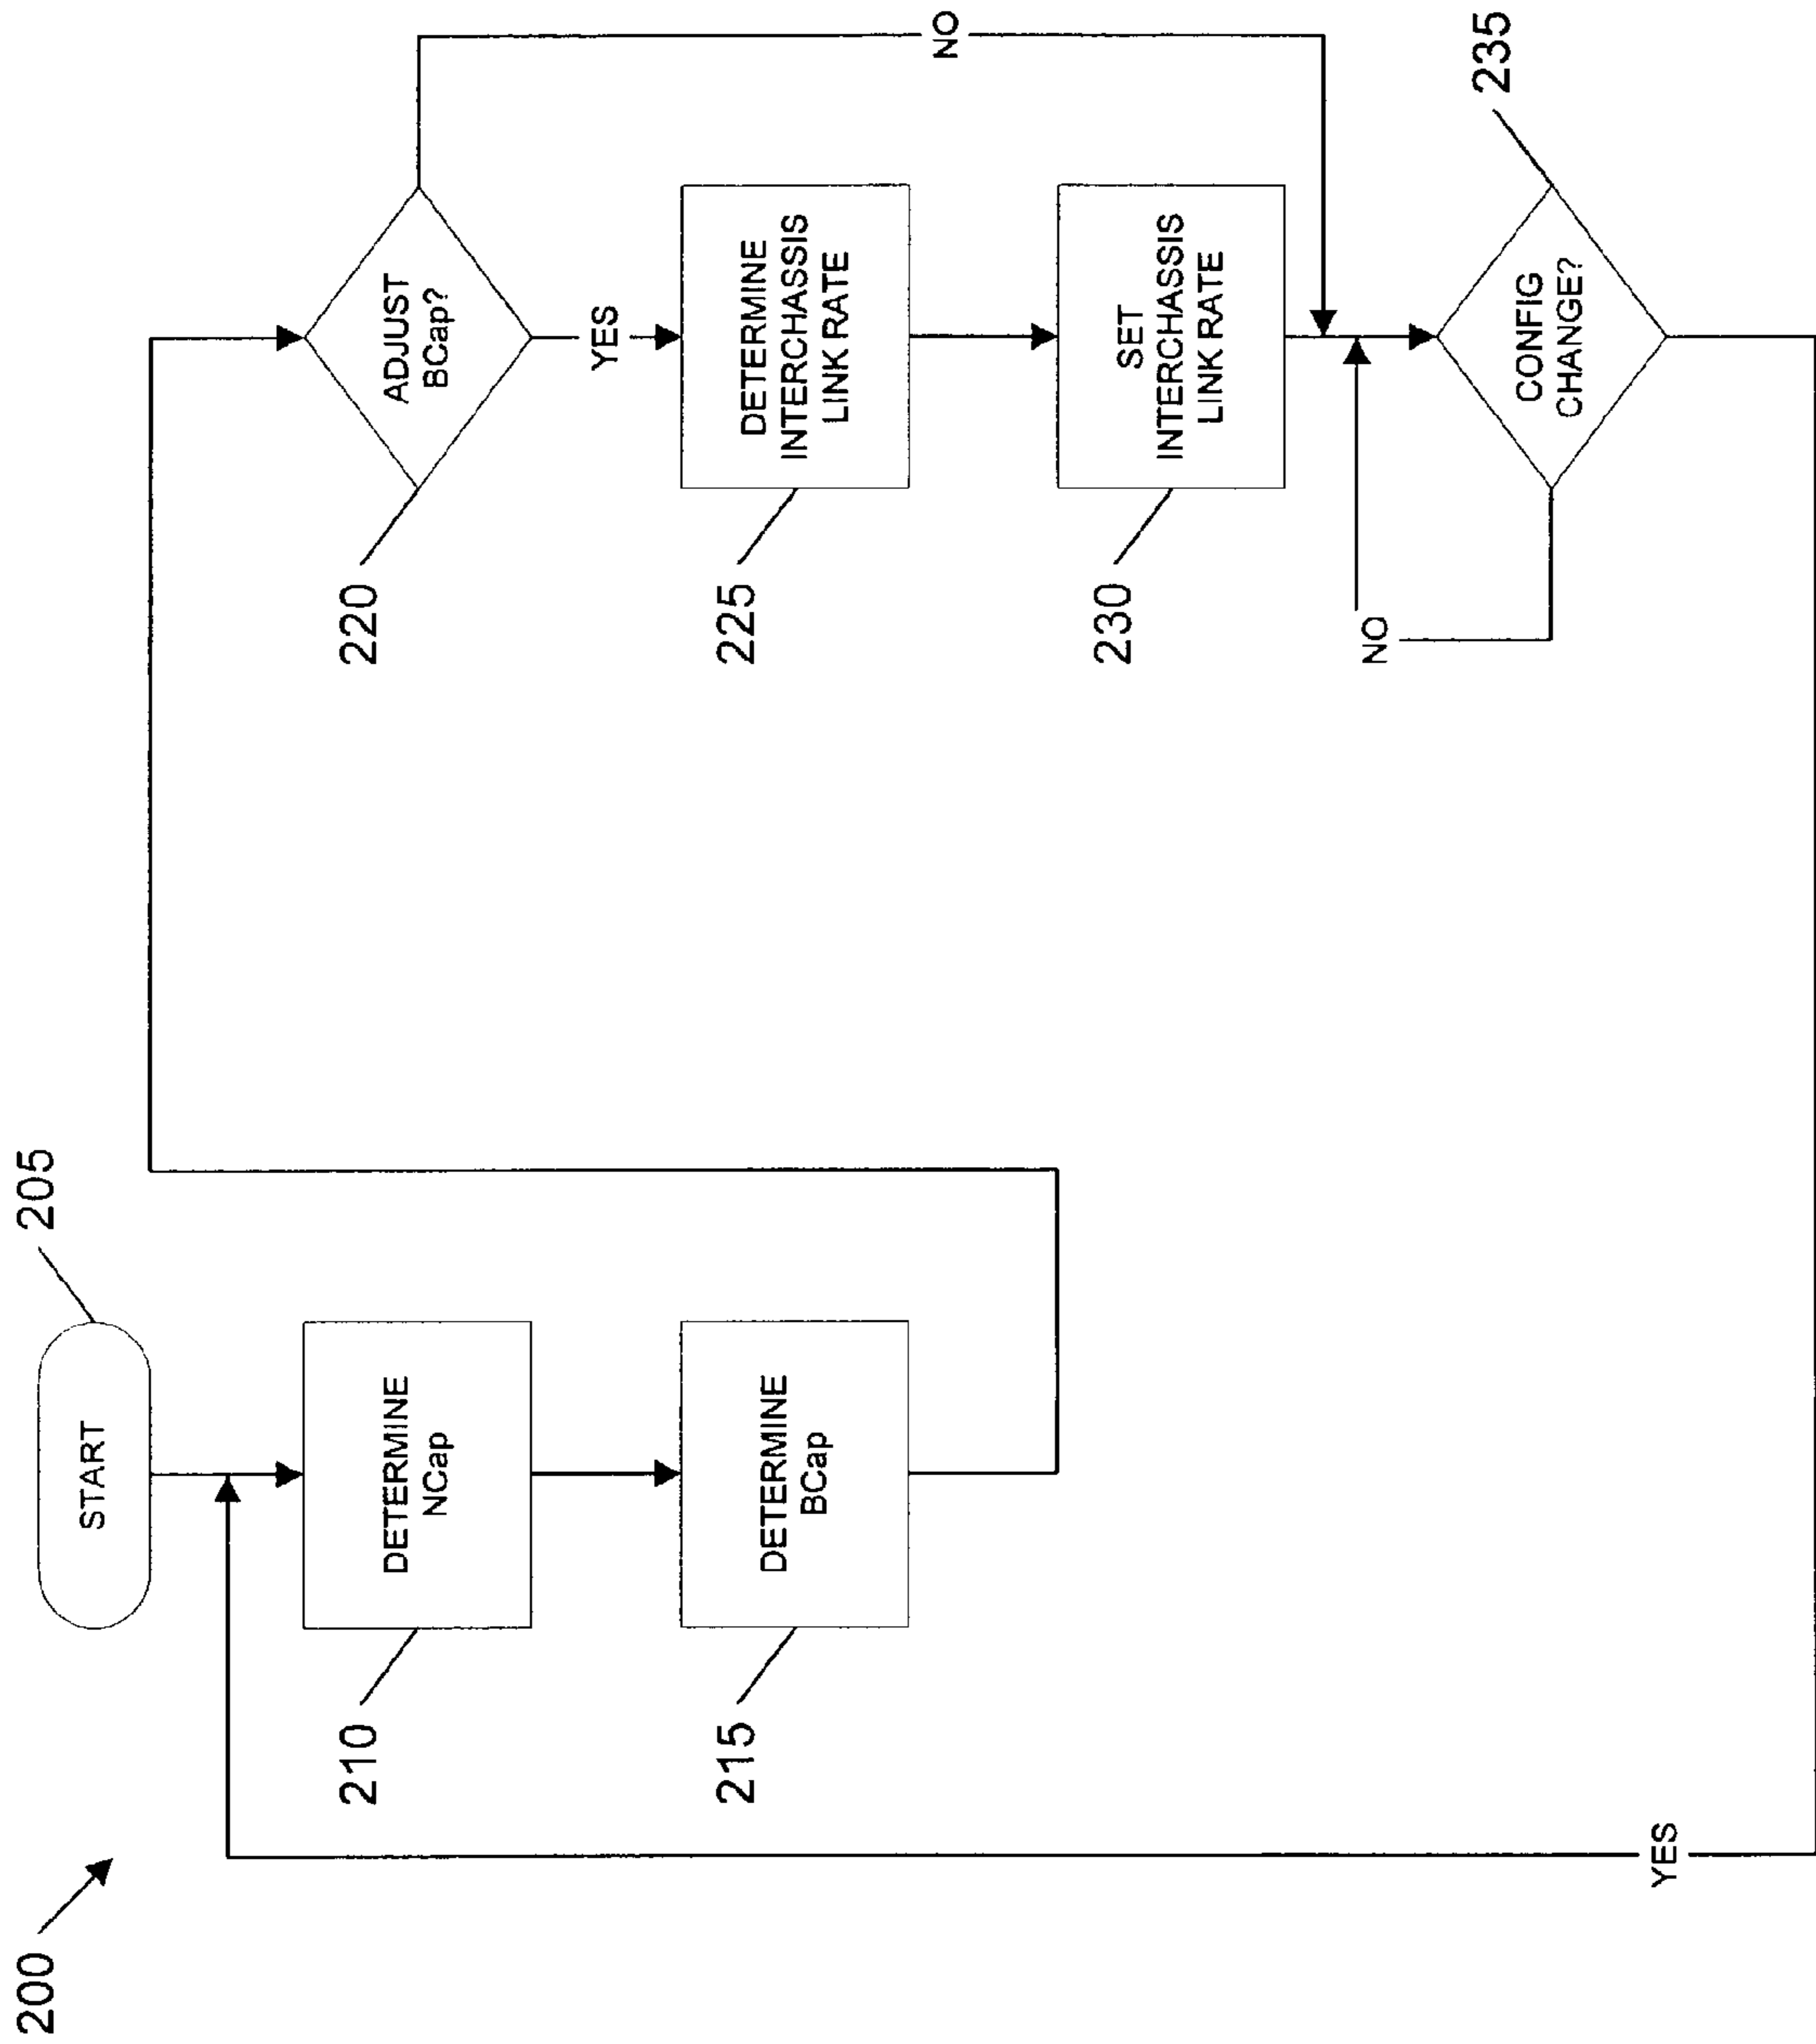 200
205
START
210
DETERMINE
NCap
215
DETERMINE
BCap
220
ADJUST
BCap?
NO
YES
225
DETERMINE
INTERCHASSIS
LINK RATE
230
SET
INTERCHASSIS
LINK RATE
NO
235
CONFIG
CHANGE?
YES